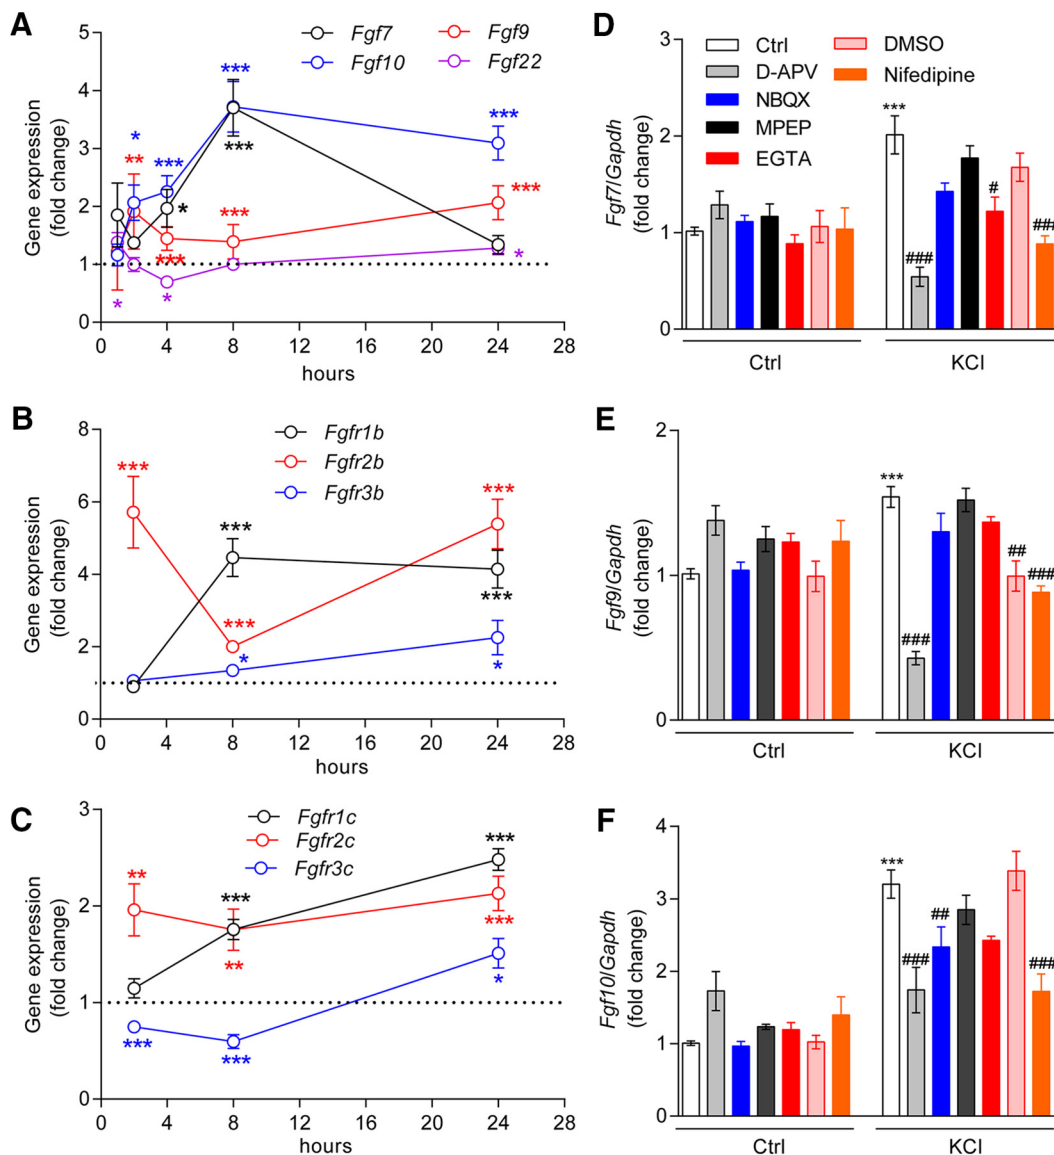 A
Gene expression
(fold change)
5
4
3
2
1
0
Fgf7
Fgf9
Fgf10
Fgf22
***
***
*
**
***
***
*
***
***
***
*
*
*
0 4 8 12 16 20 24 28
hours
B
Gene expression
(fold change)
8
6
4
2
0
Fgfr1b
Fgfr2b
Fgfr3b
***
***
***
***
***
*
*
0 4 8 12 16 20 24 28
hours
C
Gene expression
(fold change)
3
2
1
0
Fgfr1c
Fgfr2c
Fgfr3c
***
**
***
***
**
*
***
***
0 4 8 12 16 20 24 28
hours
D
Fgf7/Gapdh
(fold change)
3
2
1
0
Ctrl
D-APV
NBQX
MPEP
EGTA
DMSO
Nifedipine
***
###
#
###
Ctrl
KCl
E
Fgf9/Gapdh
(fold change)
2
1
0
***
###
##
###
Ctrl
KCl
F
Fgf10/Gapdh
(fold change)
4
3
2
1
0
***
###
##
###
Ctrl
KCl